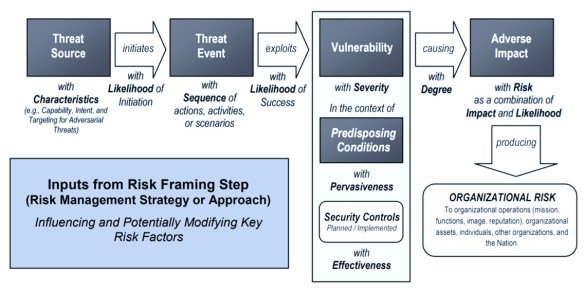 Threat
Source
with
Characteristics
(e.g., Capability, Intent, and
Targeting for Adversarial
Threats)
initiates
with
Likelihood of
Initiation
Threat
Event
with
Sequence of
actions, activities,
or scenarios
exploits
with
Likelihood of
Success
Vulnerability
with Severity
In the context of
Predisposing
Conditions
with
Pervasiveness
Security Controls
Planned / Implemented
with
Effectiveness
causing
with
Degree
Adverse
Impact
with Risk
as a combination of
Impact and Likelihood
producing
ORGANIZATIONAL RISK
To organizational operations (mission,
functions, image, reputation), organizational
assets, individuals, other organizations, and
the Nation.
Inputs from Risk Framing Step
(Risk Management Strategy or Approach)
Influencing and Potentially Modifying Key
Risk Factors